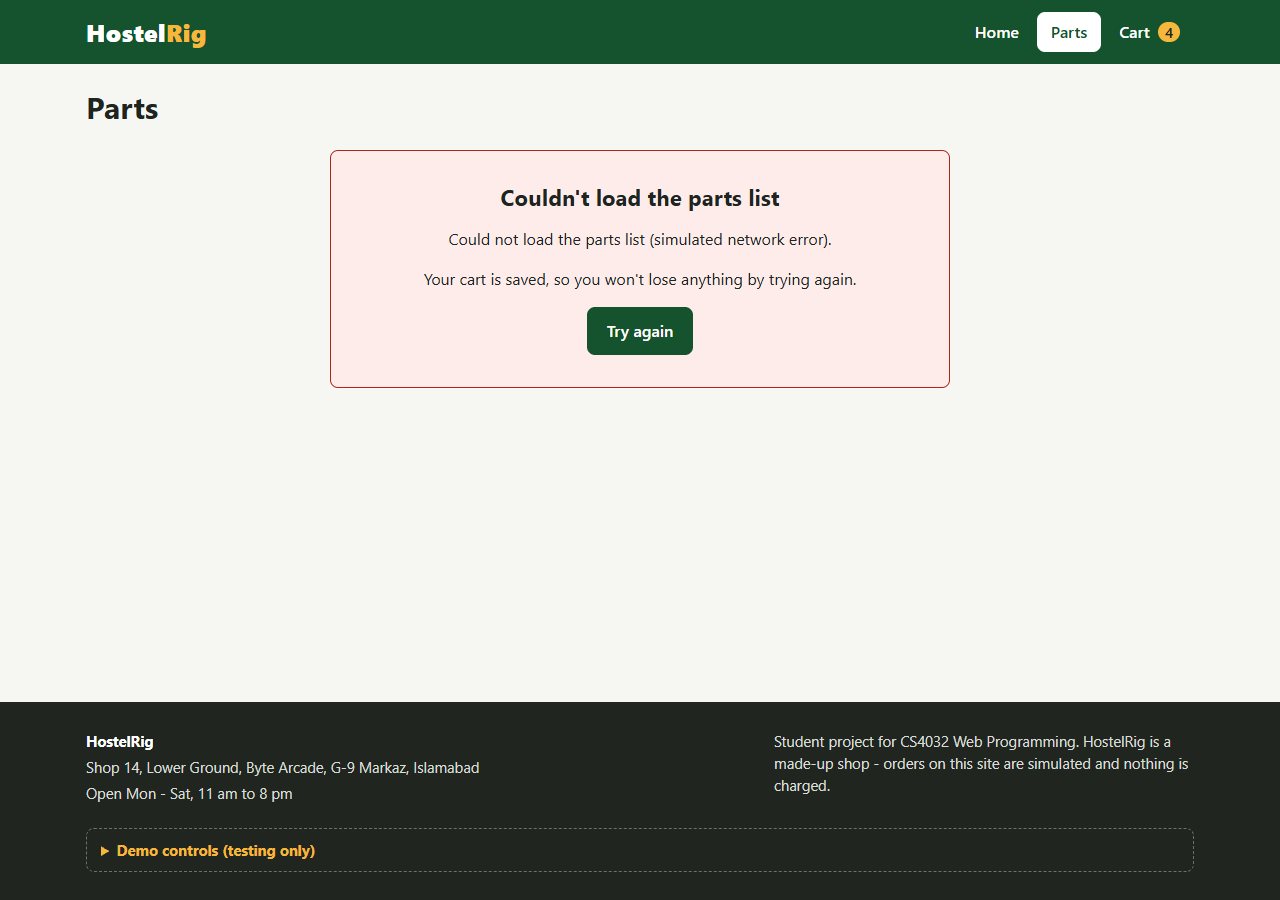 HostelRig
Home
Parts
Cart 4
Parts
Couldn't load the parts list
Could not load the parts list (simulated network error).
Your cart is saved, so you won't lose anything by trying again.
Try again
HostelRig
Shop 14, Lower Ground, Byte Arcade, G-9 Markaz, Islamabad
Open Mon - Sat, 11 am to 8 pm
Student project for CS4032 Web Programming. HostelRig is a
made-up shop - orders on this site are simulated and nothing is
charged.
Demo controls (testing only)